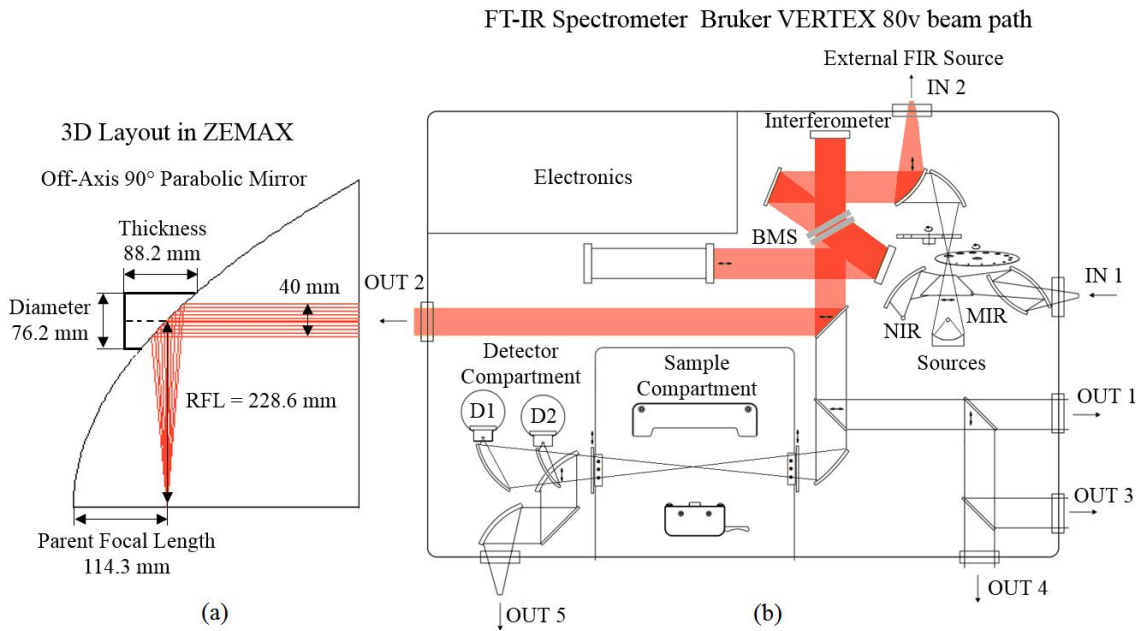 FT-IR Spectrometer Bruker VERTEX 80v beam path
External FIR Source
IN 2
3D Layout in ZEMAX
Interferometer
Off-Axis 90° Parabolic Mirror
Electronics
Thickness
88.2 mm
BMS
40 mm
OUT 2
IN 1
Diameter
76.2 mm
NIR
MIR
Sources
Detector
Compartment
Sample
Compartment
RFL = 228.6 mm
D1
D2
OUT 1
OUT 3
Parent Focal Length
114.3 mm
OUT 4
OUT 5
(a)
(b)